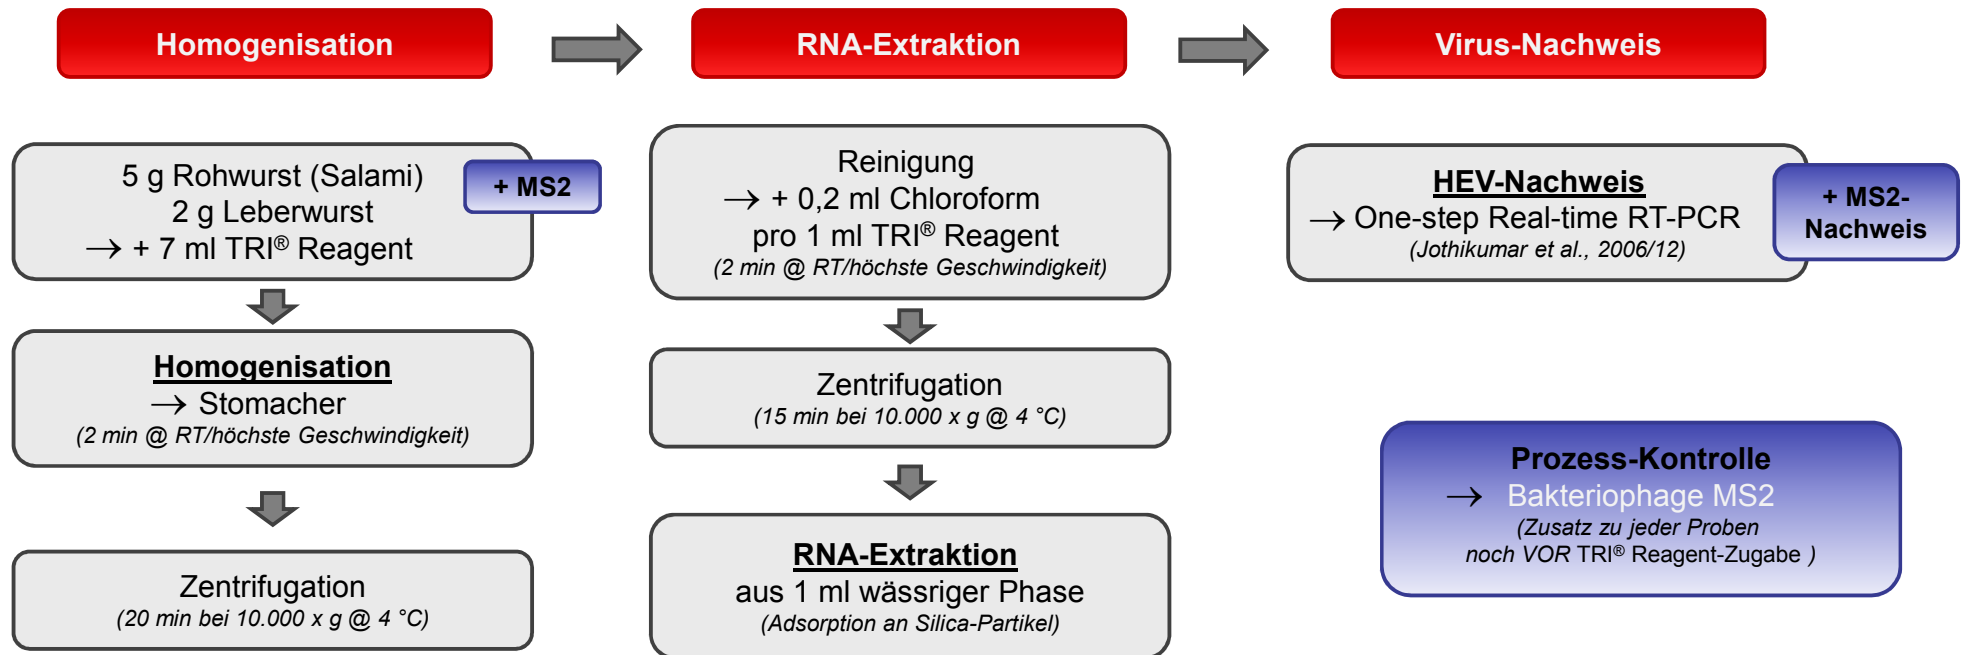 Homogenisation
RNA-Extraktion
Virus-Nachweis
5 g Rohwurst (Salami)
2 g Leberwurst
→ + 7 ml TRI® Reagent
+ MS2
Homogenisation
→ Stomacher
(2 min @ RT/höchste Geschwindigkeit)
Zentrifugation
(20 min bei 10.000 x g @ 4 °C)
Reinigung
→ + 0,2 ml Chloroform
pro 1 ml TRI® Reagent
(2 min @ RT/höchste Geschwindigkeit)
Zentrifugation
(15 min bei 10.000 x g @ 4 °C)
RNA-Extraktion
aus 1 ml wässriger Phase
(Adsorption an Silica-Partikel)
HEV-Nachweis
→ One-step Real-time RT-PCR
(Jothikumar et al., 2006/12)
+ MS2-
Nachweis
Prozess-Kontrolle
→ Bakteriophage MS2
(Zusatz zu jeder Proben
noch VOR TRI® Reagent-Zugabe )